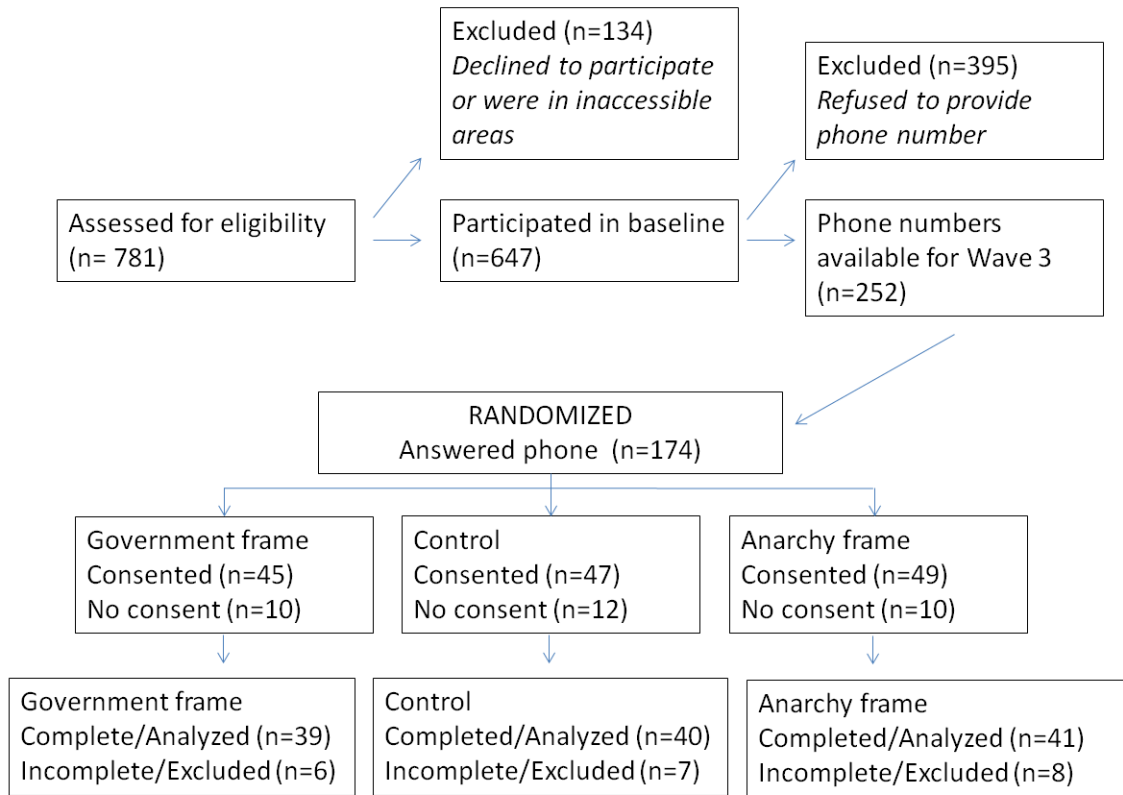 Excluded (n=134)
Declined to participate
or were in inaccessible
areas
Excluded (n=395)
Refused to provide
phone number
Assessed for eligibility
(n= 781)
Participated in baseline
(n=647)
Phone numbers
available for Wave 3
(n=252)
RANDOMIZED
Answered phone (n=174)
Government frame
Consented (n=45)
No consent (n=10)
Control
Consented (n=47)
No consent (n=12)
Anarchy frame
Consented (n=49)
No consent (n=10)
Government frame
Complete/Analyzed (n=39)
Incomplete/Excluded (n=6)
Control
Completed/Analyzed (n=40)
Incomplete/Excluded (n=7)
Anarchy frame
Completed/Analyzed (n=41)
Incomplete/Excluded (n=8)